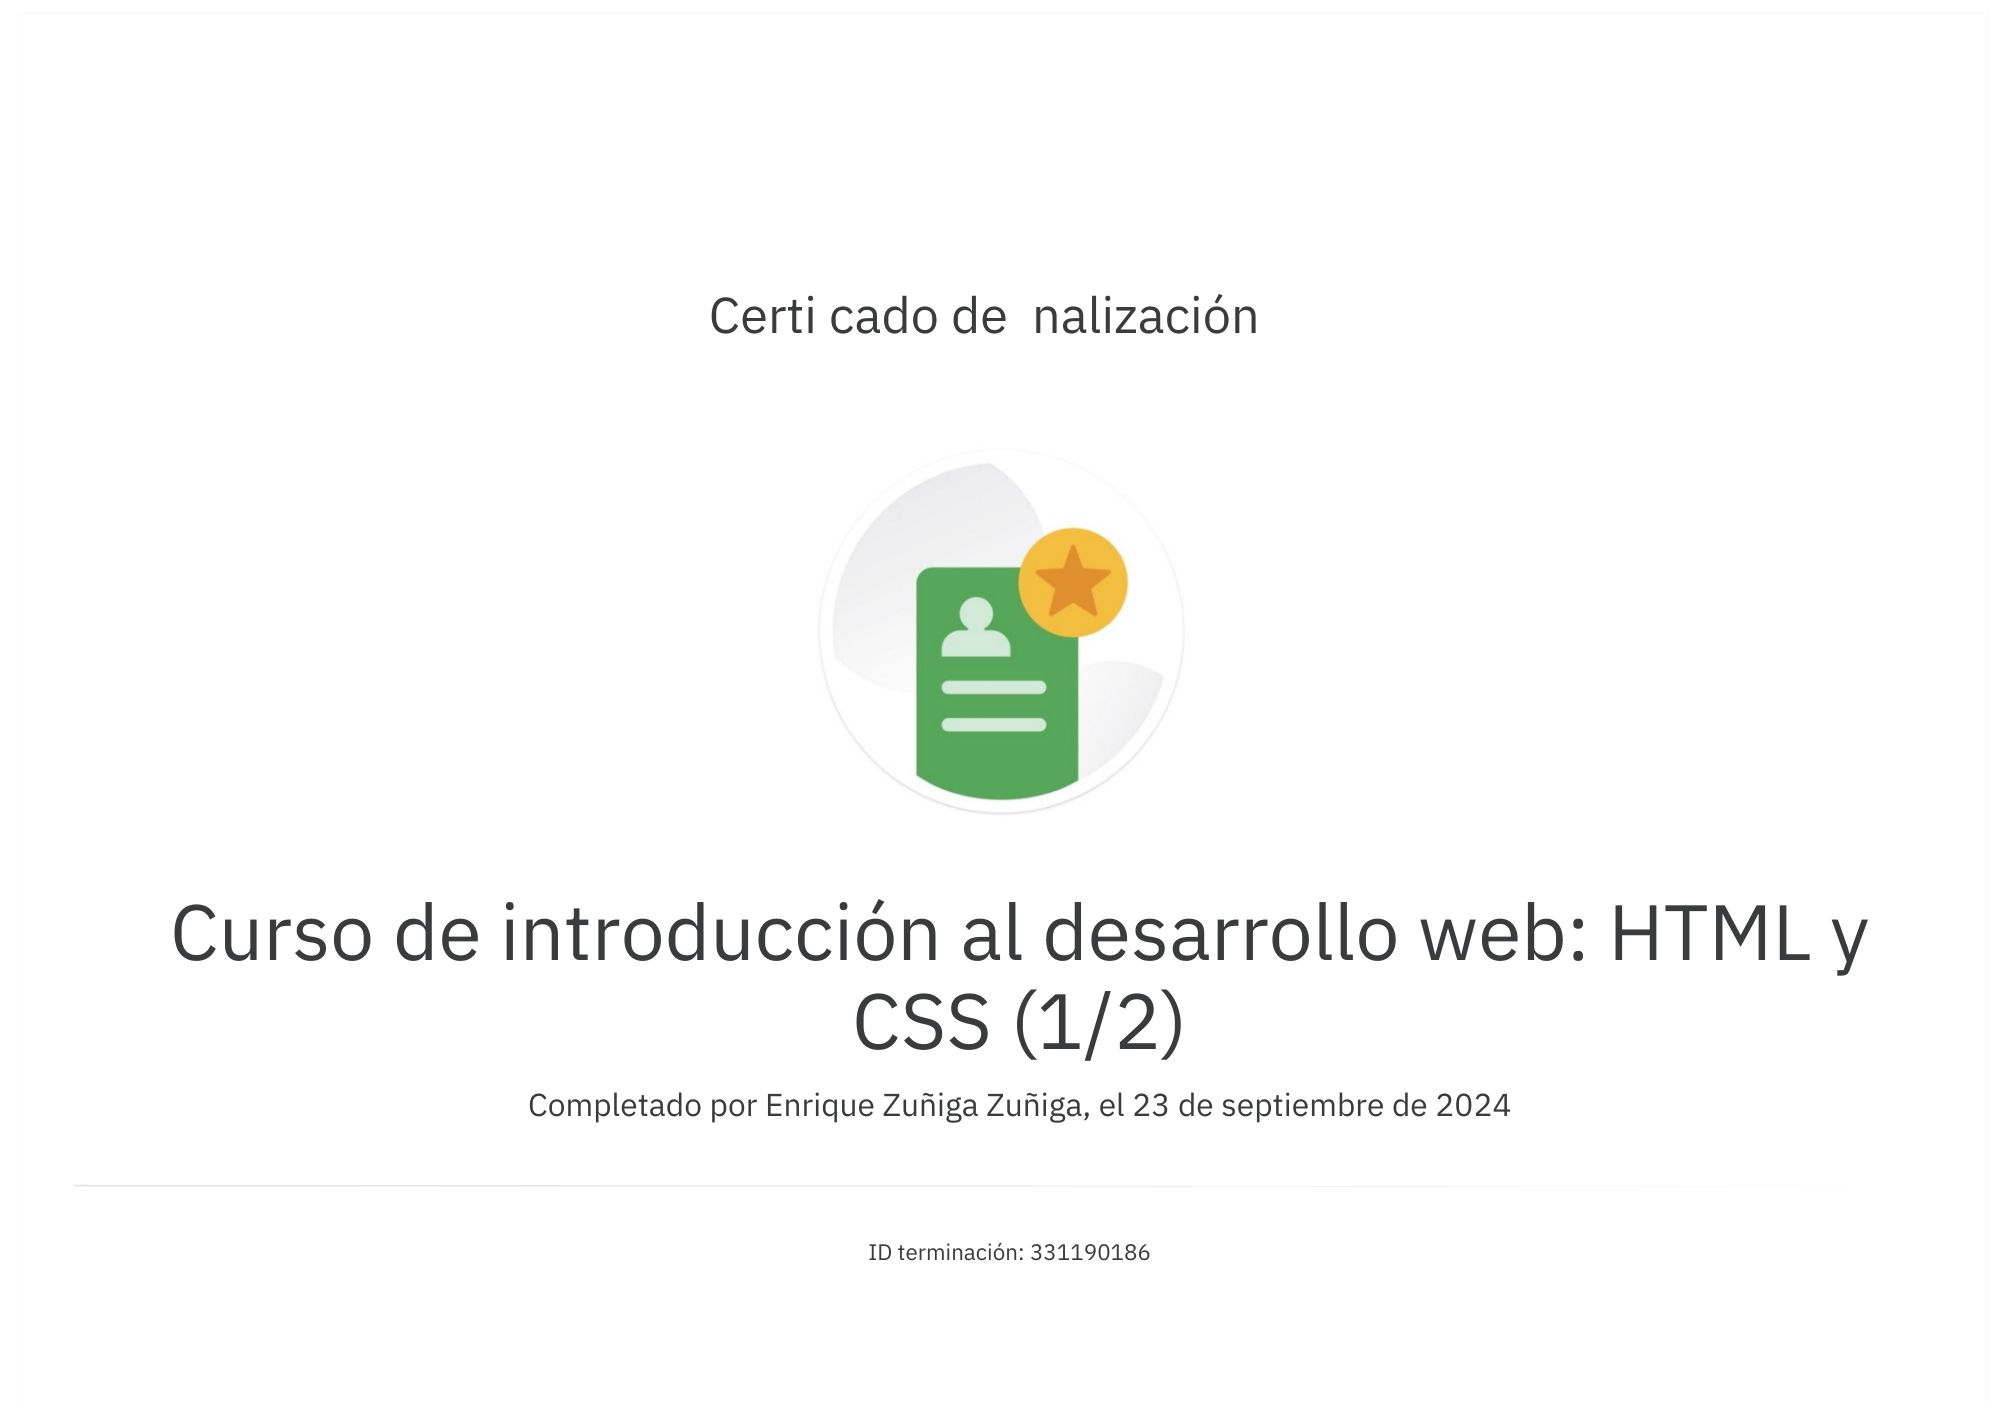 Certi cado de  nalización
Curso de introducción al desarrollo web: HTML y
CSS (1/2)
Completado por Enrique Zuñiga Zuñiga, el 23 de septiembre de 2024
ID terminación: 331190186